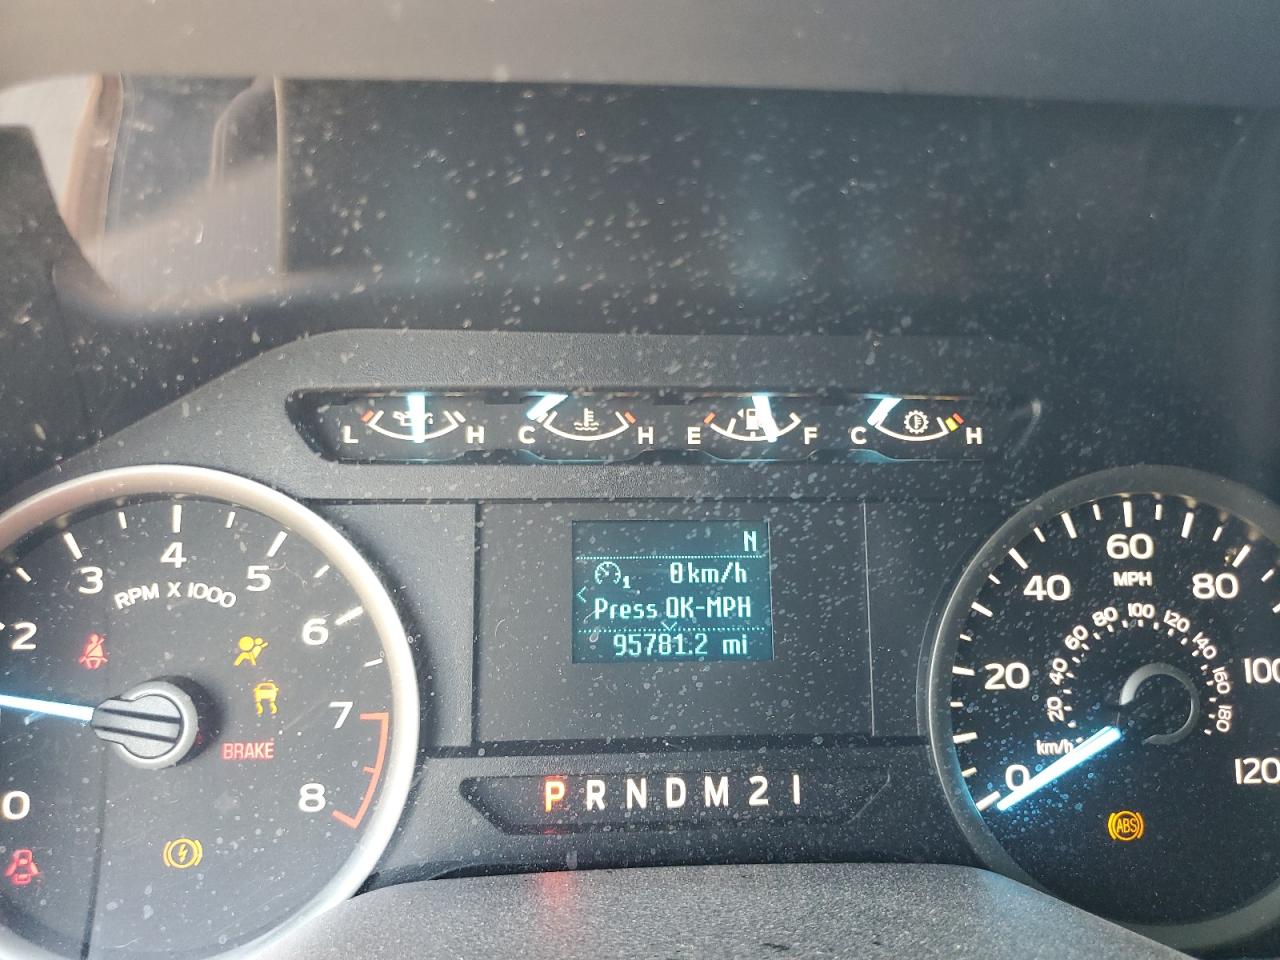 L H C H E F C H
0 2 3 4 5 6 7 8
RPM X 1000
BRAKE
N
1 0km/h
Press OK-MPH
95781.2 mi
P R N D M 2 1
0 20 40 60 80 100 120
MPH
20 40 60 80 100 120 140 160 180
km/h
ABS